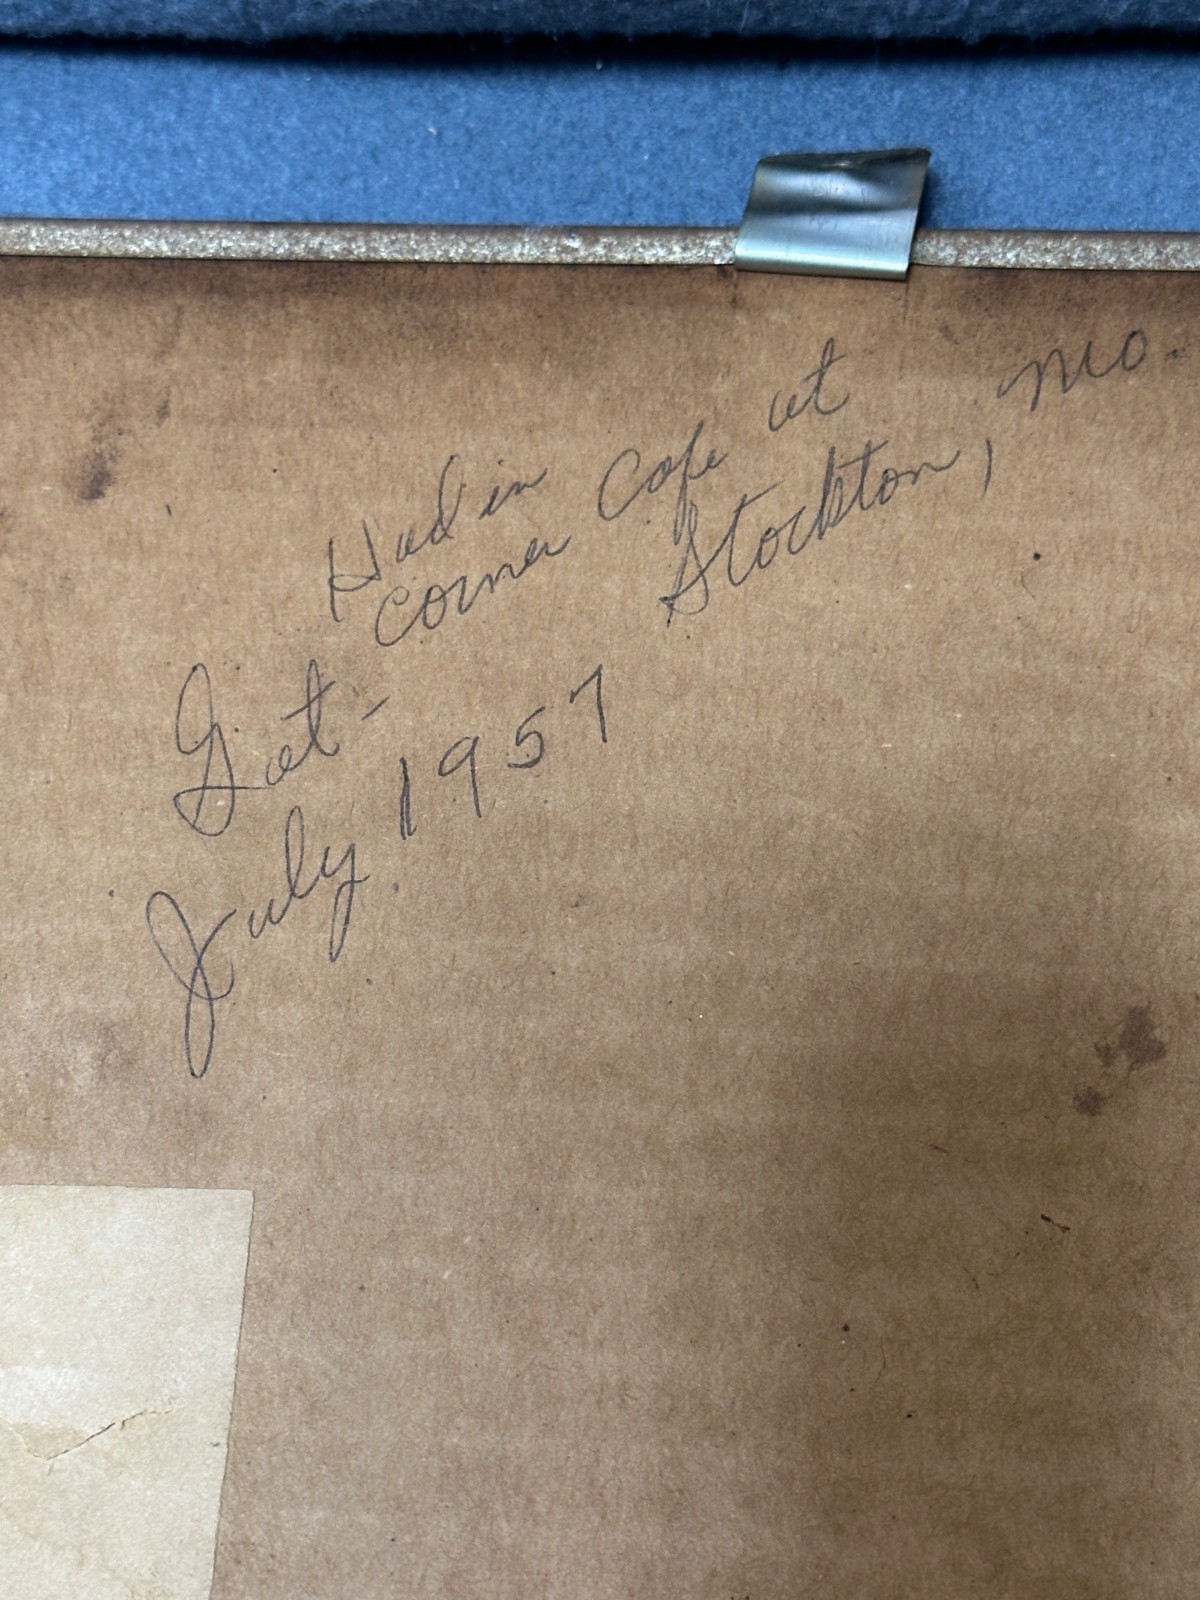 Had in
corner Cafe at
Stockton, Mo.
Got -
July 1957